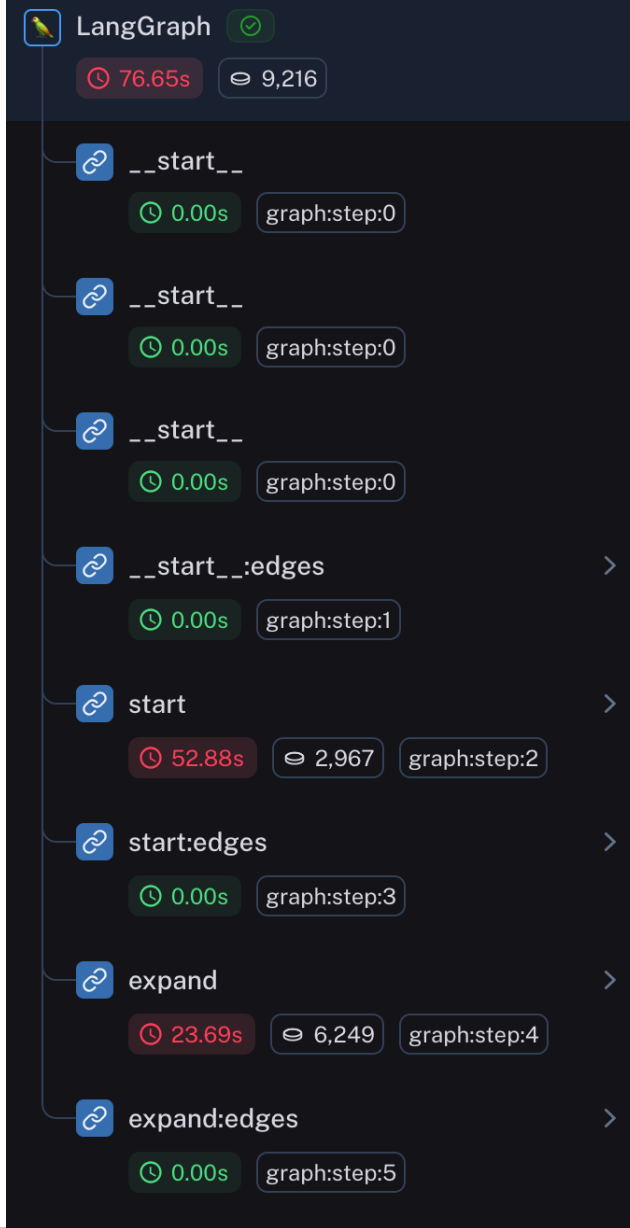 LangGraph
76.65s 9,216
__start__
0.00s graph:step:0
__start__
0.00s graph:step:0
__start__
0.00s graph:step:0
__start__:edges
0.00s graph:step:1
start
52.88s 2,967 graph:step:2
start:edges
0.00s graph:step:3
expand
23.69s 6,249 graph:step:4
expand:edges
0.00s graph:step:5